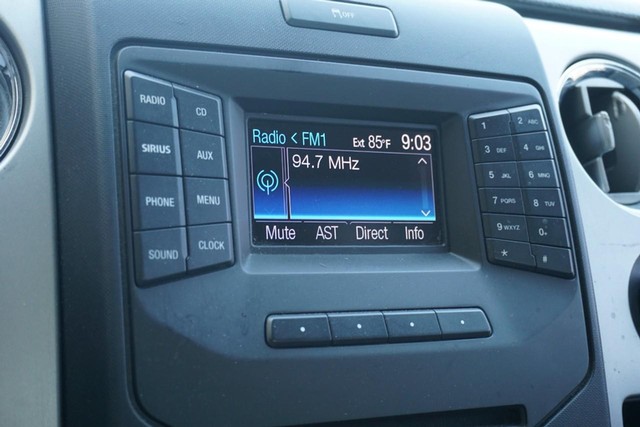 OFF
RADIO
CD
SIRIUS
AUX
PHONE
MENU
SOUND
CLOCK
Radio < FM1 Ext 85°F 9:03
94.7 MHz
Mute AST Direct Info
1 2 ABC
3 DEF 4 GHI
5 JKL 6 MNO
7 PQRS 8 TUV
9 WXYZ 0
* #